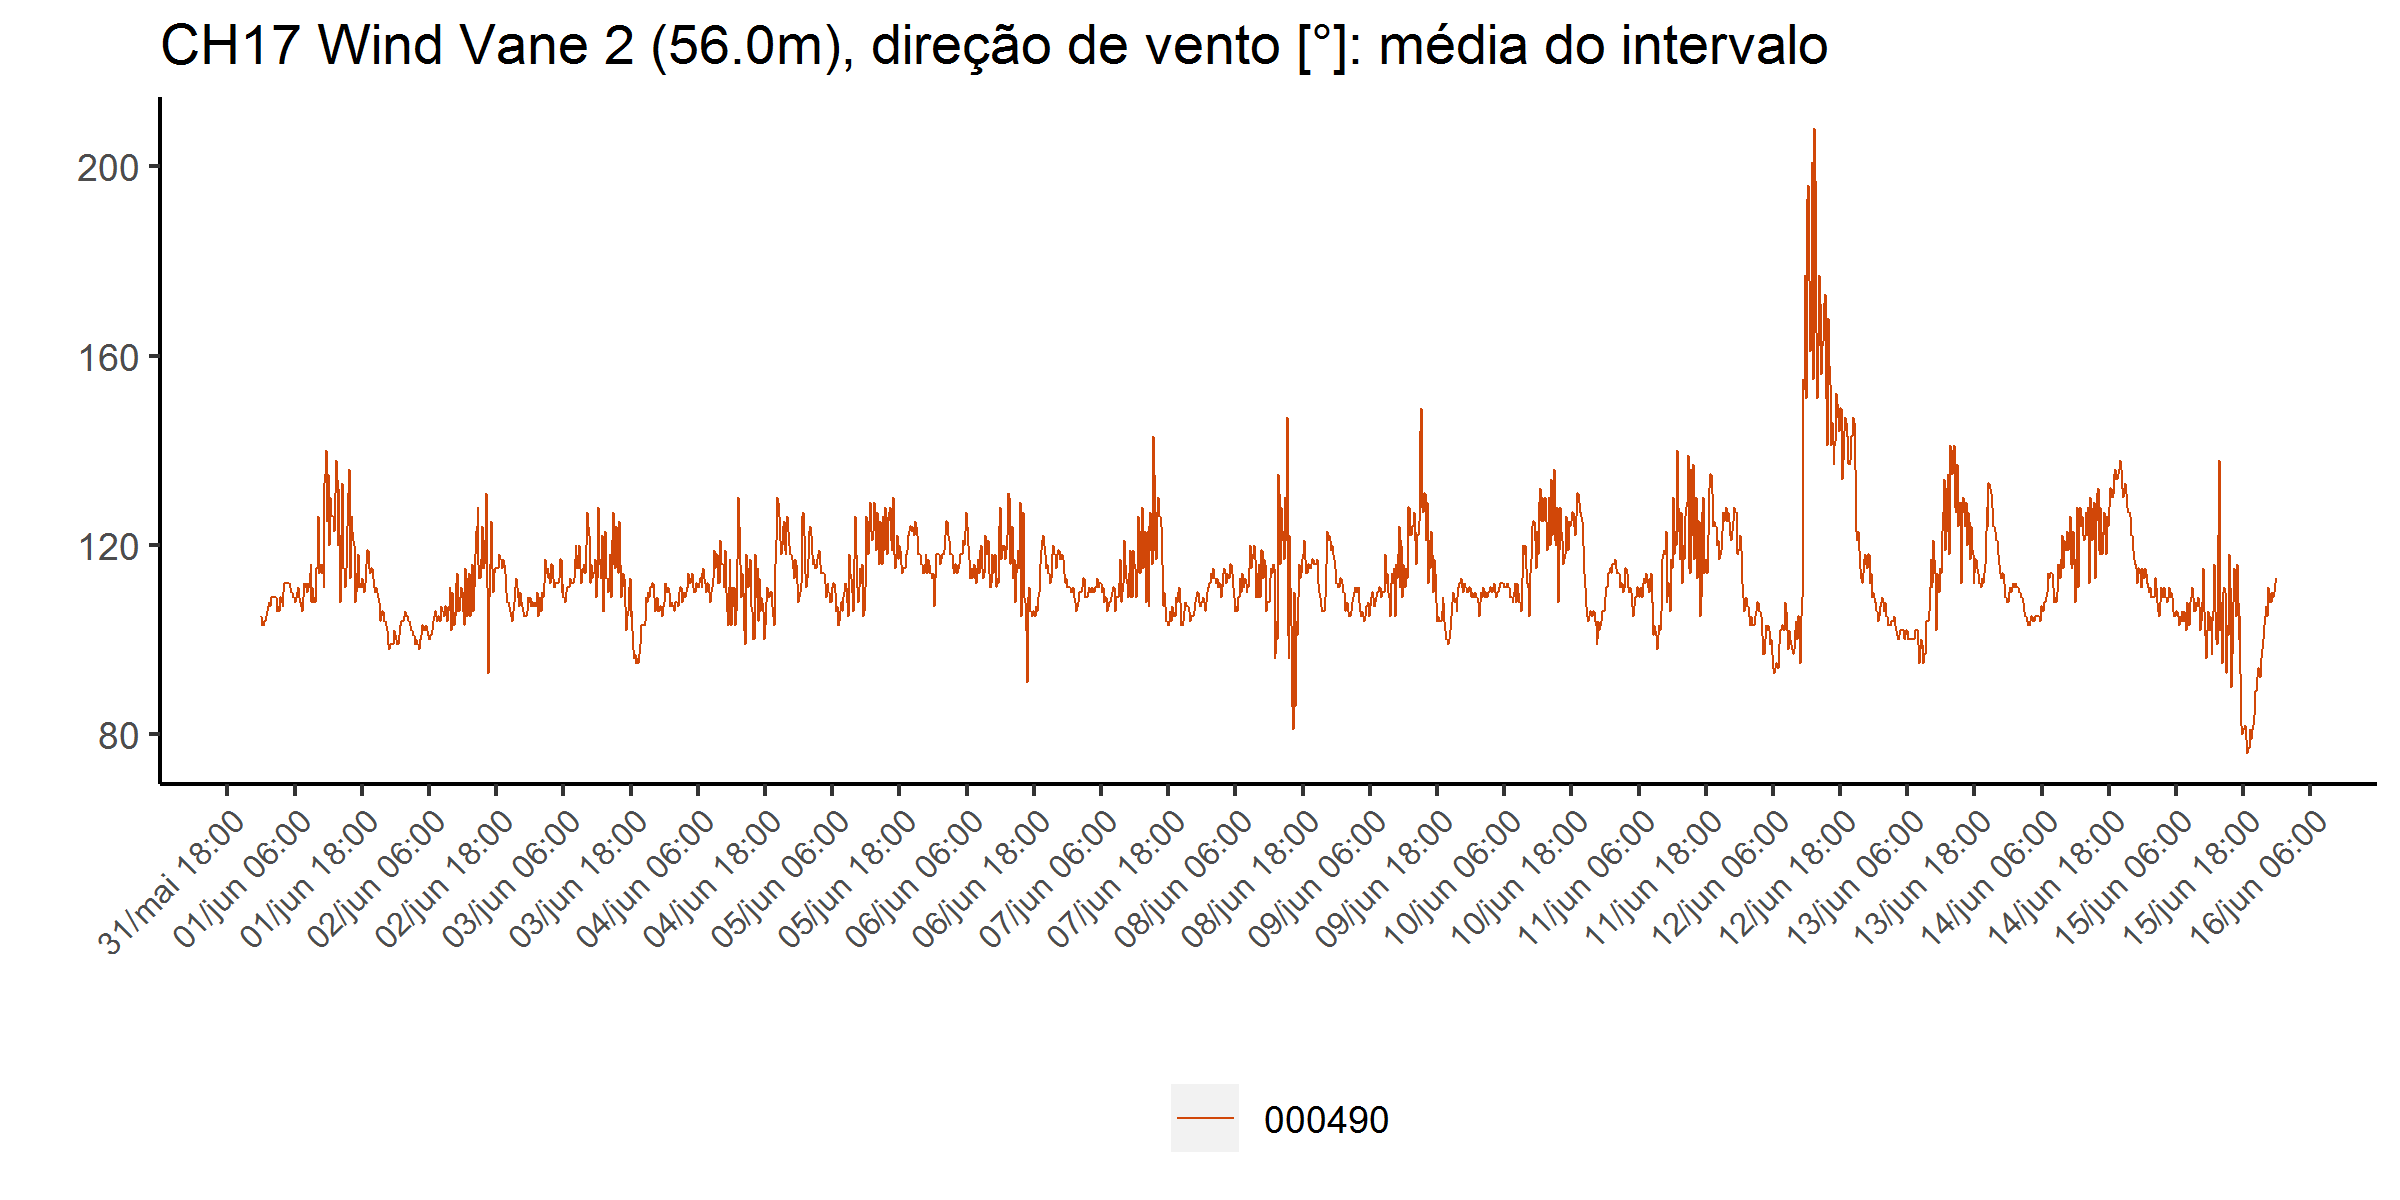 CH17 Wind Vane 2 (56.0m), direção de vento [°]: média do intervalo
200
160
120
80
31/mai 18:00
01/jun 06:00
01/jun 18:00
02/jun 06:00
02/jun 18:00
03/jun 06:00
03/jun 18:00
04/jun 06:00
04/jun 18:00
05/jun 06:00
05/jun 18:00
06/jun 06:00
06/jun 18:00
07/jun 06:00
07/jun 18:00
08/jun 06:00
08/jun 18:00
09/jun 06:00
09/jun 18:00
10/jun 06:00
10/jun 18:00
11/jun 06:00
11/jun 18:00
12/jun 06:00
12/jun 18:00
13/jun 06:00
13/jun 18:00
14/jun 06:00
14/jun 18:00
15/jun 06:00
15/jun 18:00
16/jun 06:00
000490